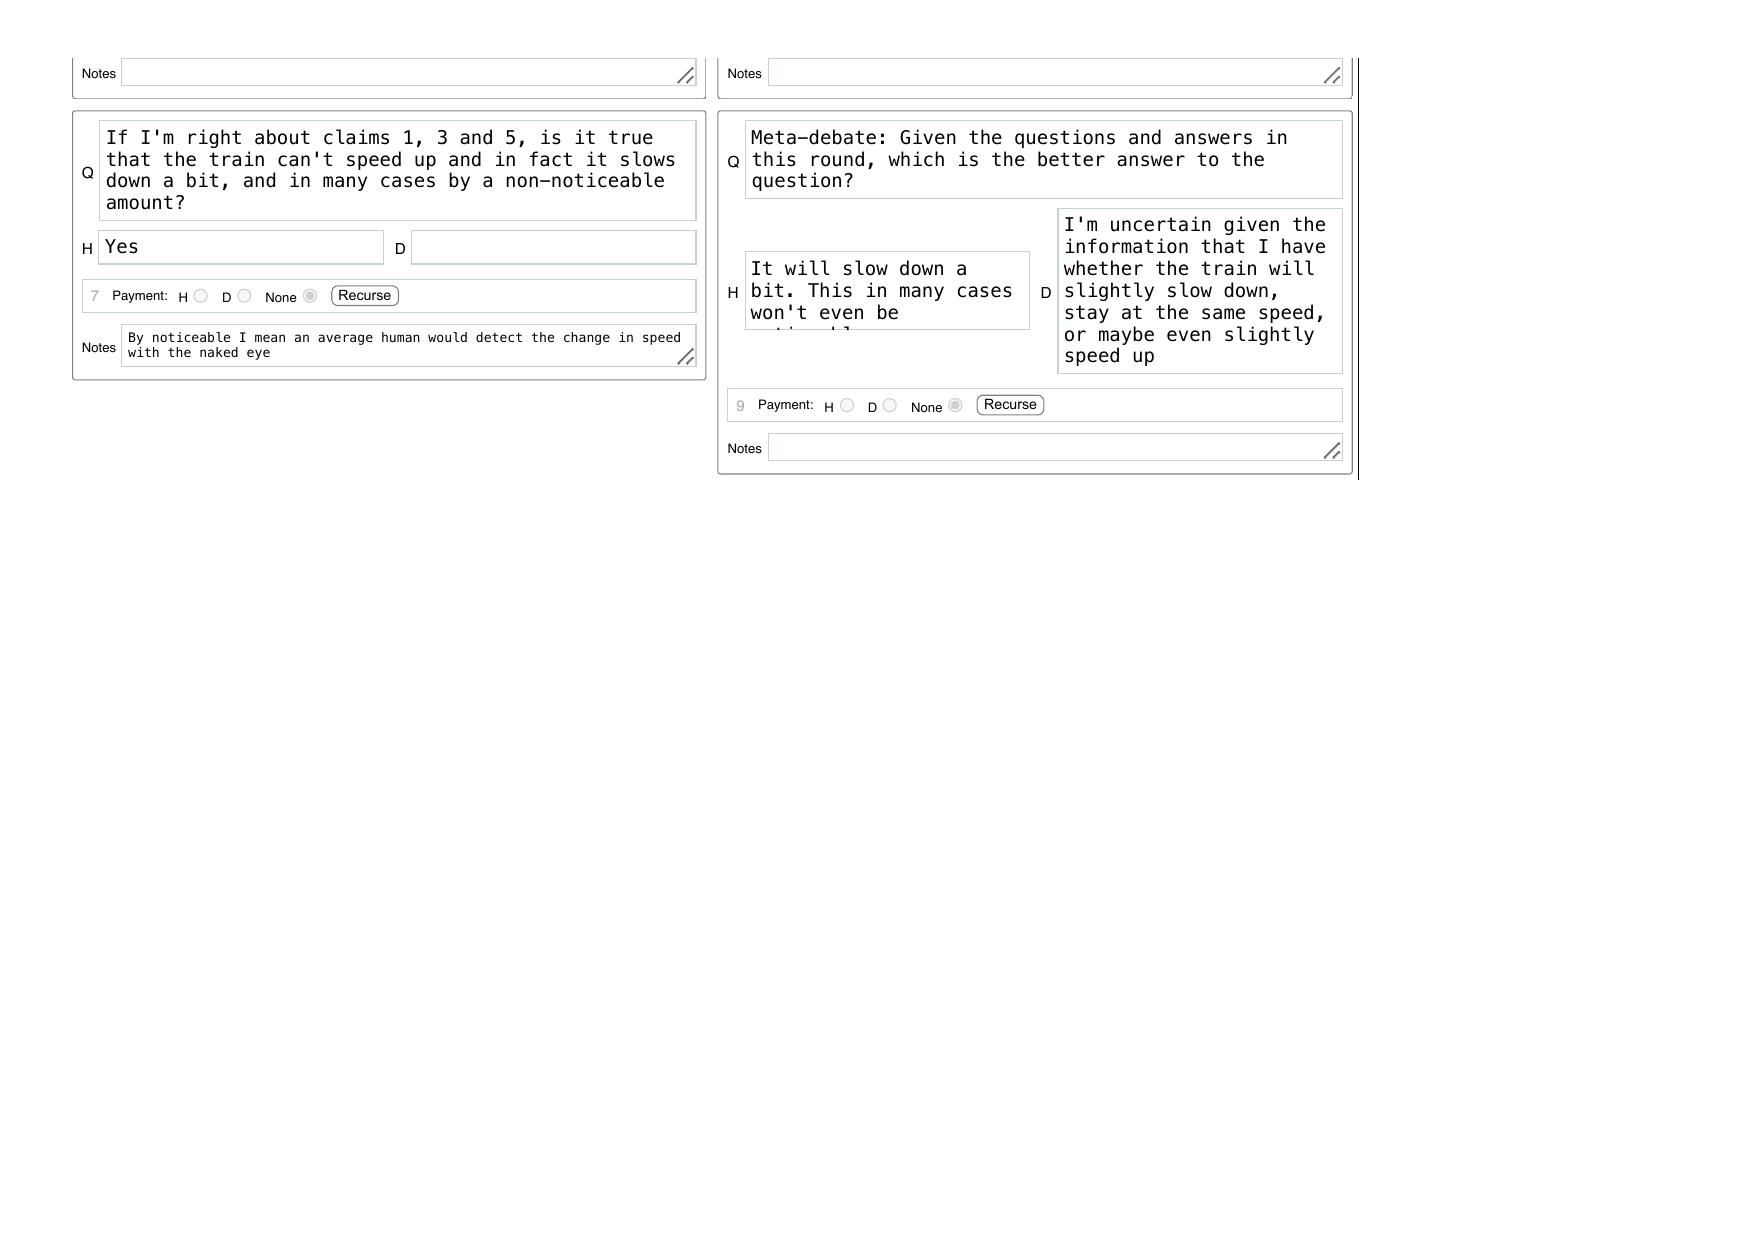 Notes
Q
If I'm right about claims 1, 3 and 5, is it true
that the train can't speed up and in fact it slows
down a bit, and in many cases by a non-noticeable
amount?
H Yes D
7 Payment: H D None Recurse
Notes
By noticeable I mean an average human would detect the change in speed
with the naked eye
Notes
Q
Meta-debate: Given the questions and answers in
this round, which is the better answer to the
question?
H
It will slow down a
bit. This in many cases
won't even be
D
I'm uncertain given the
information that I have
whether the train will
slightly slow down,
stay at the same speed,
or maybe even slightly
speed up
9 Payment: H D None Recurse
Notes